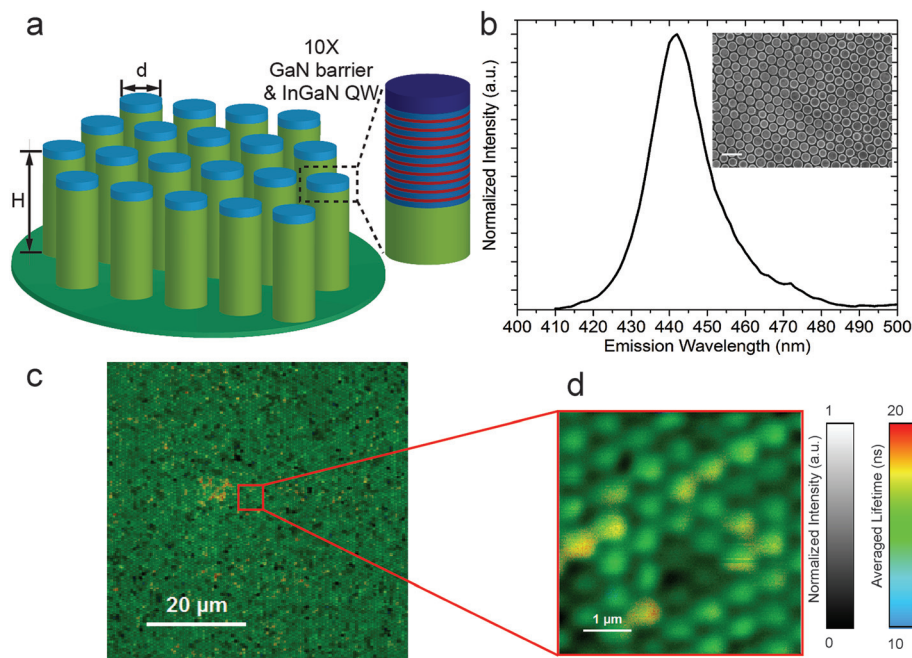 a
d
H
10X
GaN barrier
& InGaN QW
b
Normalized Intensity (a.u.)
400 410 420 430 440 450 460 470 480 490 500
Emission Wavelength (nm)
c
20 µm
d
1 µm
1
Normalized Intensity (a.u.)
0
20
Averaged Lifetime (ns)
10